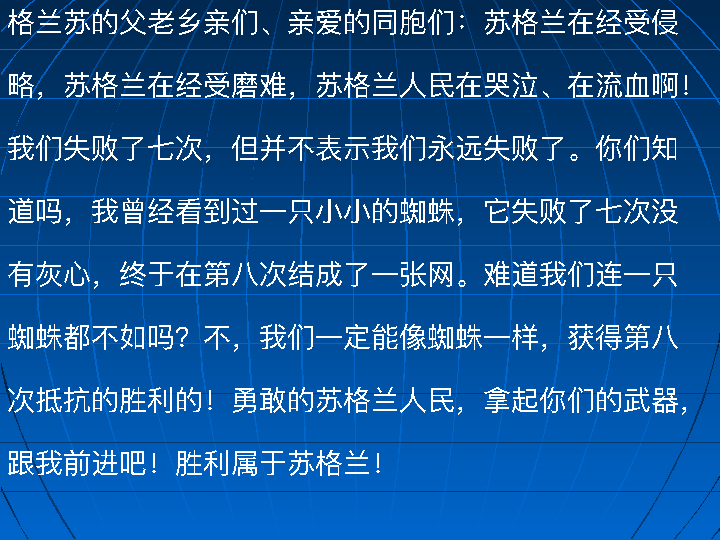 格兰苏的父老乡亲们、亲爱的同胞们：苏格兰在经受侵
略，苏格兰在经受磨难，苏格兰人民在哭泣、在流血啊！
我们失败了七次，但并不表示我们永远失败了。你们知
道吗，我曾经看到过一只小小的蜘蛛，它失败了七次没
有灰心，终于在第八次结成了一张网。难道我们连一只
蜘蛛都不如吗？不，我们一定能像蜘蛛一样，获得第八
次抵抗的胜利的！勇敢的苏格兰人民，拿起你们的武器，
跟我前进吧！胜利属于苏格兰！